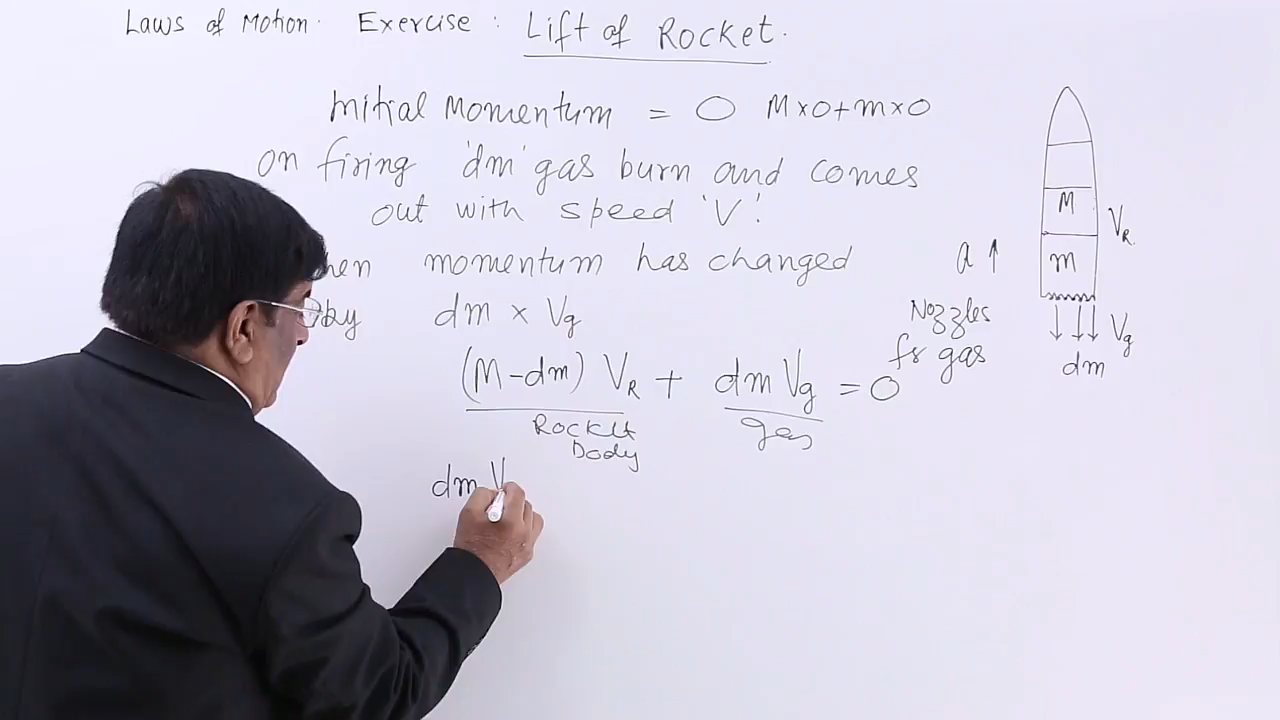 Laws of Motion. Exercise : Lift of Rocket.
Initial Momentum = 0 M×0+m×0
on firing 'dm' gas burn and comes
out with speed 'V'.
hen momentum has changed
by dm × Vg
(M-dm) VR + dm Vg = 0
Rocket Body
gas
dm V
M
VR
a ↑
m
Nozzles
fr gas
Vg
dm